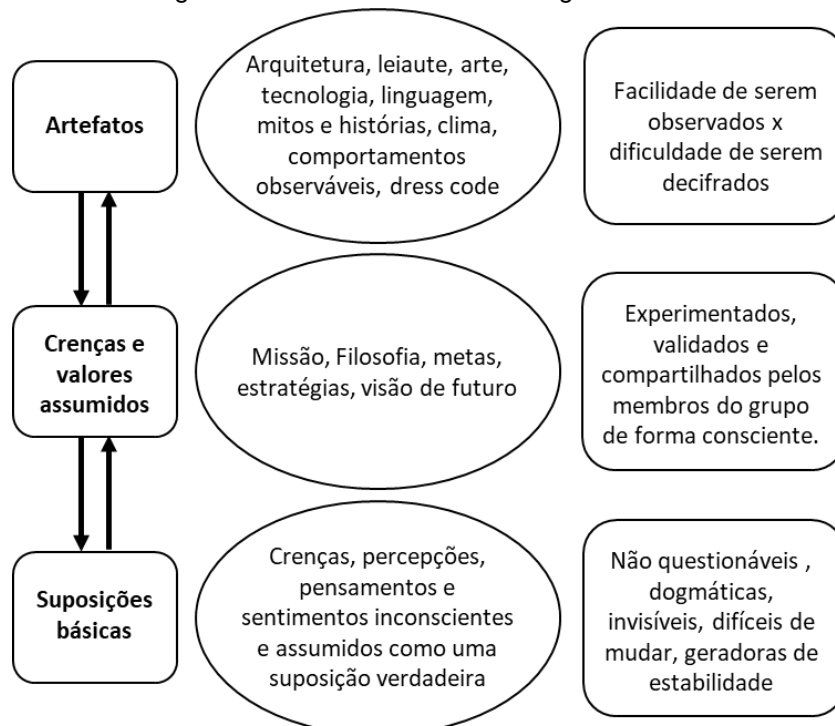 Artefatos
Arquitetura, leiaute, arte,
tecnologia, linguagem,
mitos e histórias, clima,
comportamentos
observáveis, dress code
Facilidade de serem
observados x
dificuldade de serem
decifrados
Crenças e
valores
assumidos
Missão, Filosofia, metas,
estratégias, visão de futuro
Experimentados,
validados e
compartilhados pelos
membros do grupo
de forma consciente.
Suposições
básicas
Crenças, percepções,
pensamentos e
sentimentos inconscientes
e assumidos como uma
suposição verdadeira
Não questionáveis ,
dogmáticas,
invisíveis, difíceis de
mudar, geradoras de
estabilidade